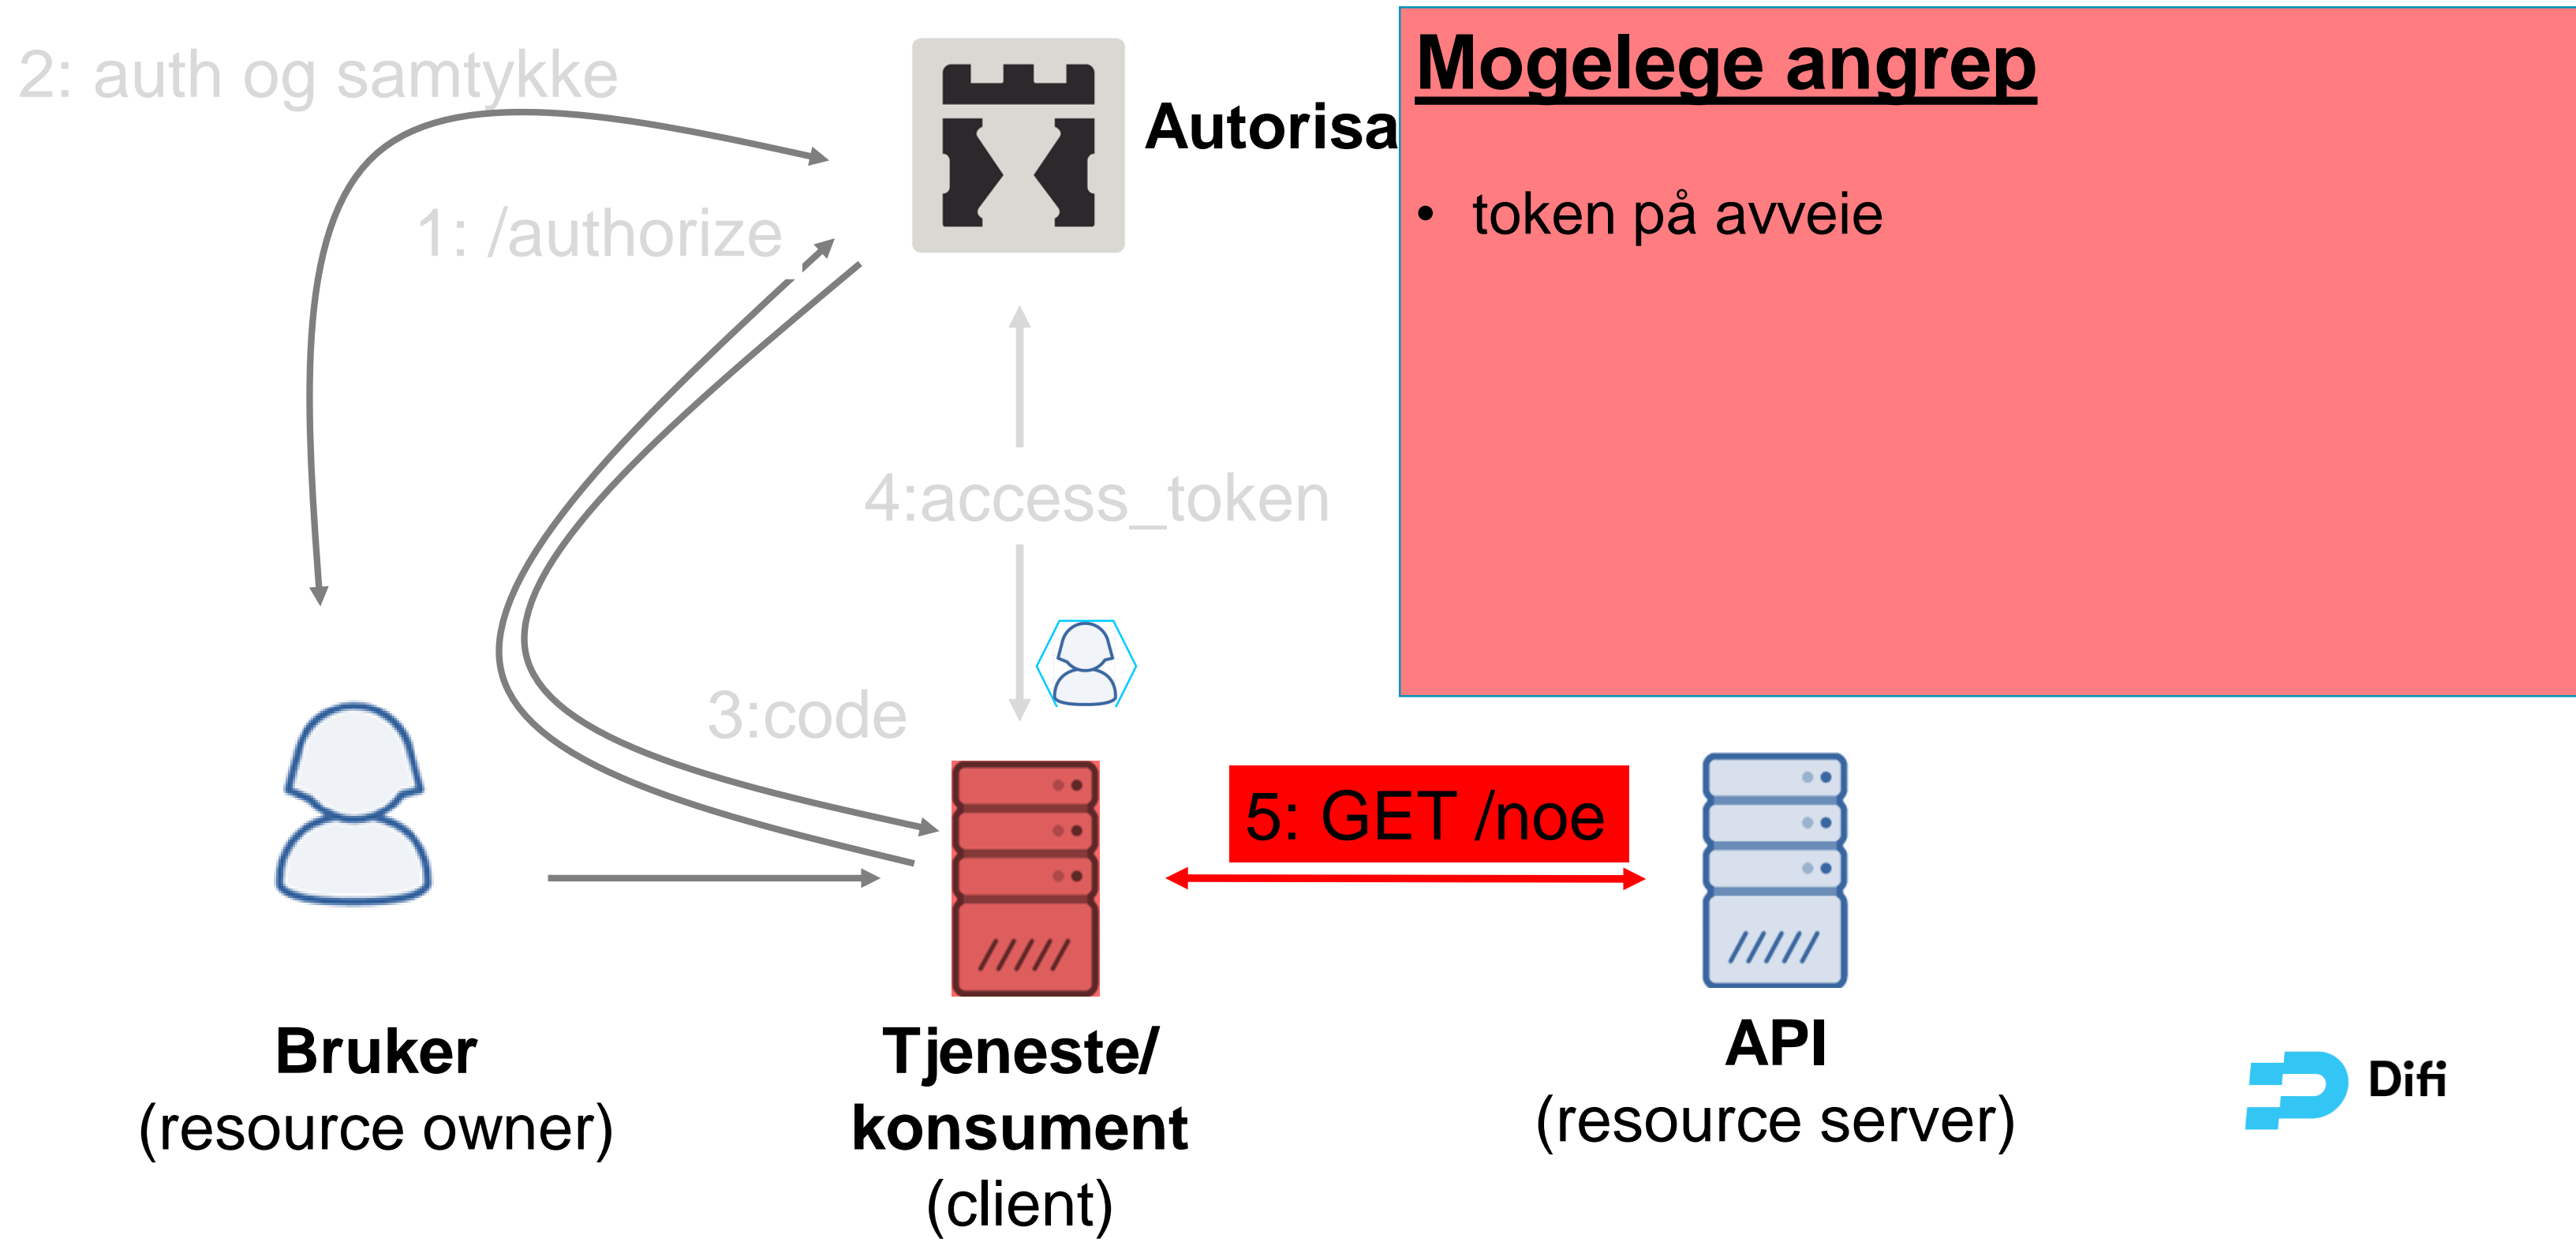 2: auth og samtykke
1: /authorize
Autorisa
Mogelege angrep
• token på avveie
4:access_token
3:code
5: GET /noe
Bruker
(resource owner)
Tjeneste/
konsument
(client)
API
(resource server)
Difi